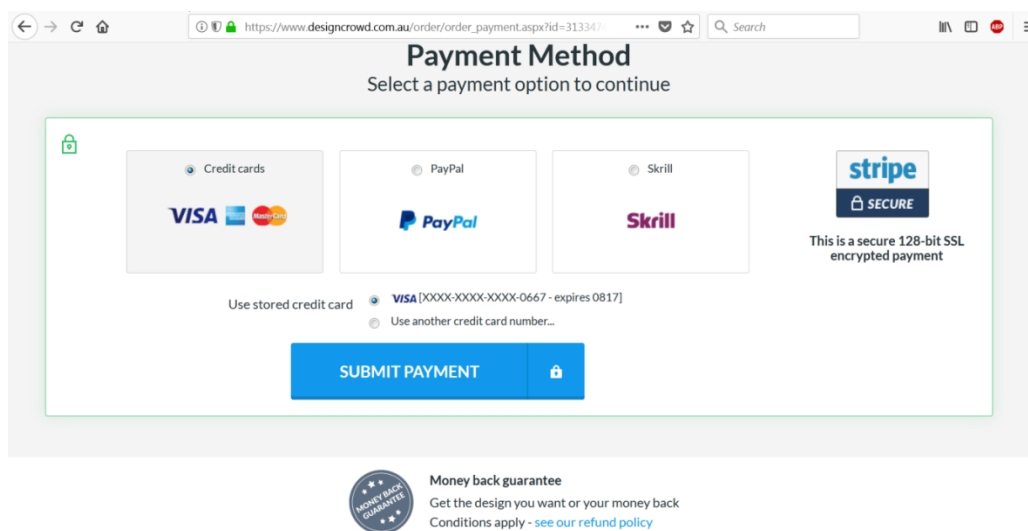 https://www.designcrowd.com.au/order/order_payment.aspx?id=313347
Search
ABP
Payment Method
Select a payment option to continue
Credit cards
PayPal
Skrill
VISA
MasterCard
PayPal
Skrill
stripe
SECURE
This is a secure 128-bit SSL
encrypted payment
Use stored credit card
VISA [XXXX-XXXX-XXXX-0667 - expires 0817]
Use another credit card number...
SUBMIT PAYMENT
MONEY BACK
GUARANTEE
Money back guarantee
Get the design you want or your money back
Conditions apply - see our refund policy